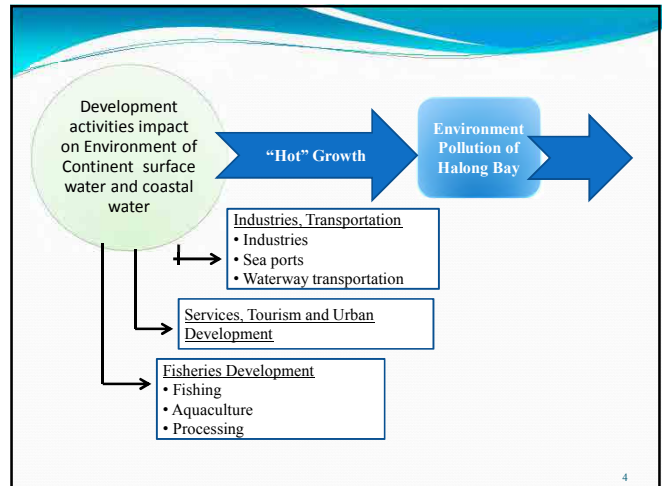 Development
activities impact
on Environment of
Continent surface
water and coastal
water
“Hot” Growth
Environment
Pollution of
Halong Bay
Industries, Transportation
• Industries
• Sea ports
• Waterway transportation
Services, Tourism and Urban
Development
Fisheries Development
• Fishing
• Aquaculture
• Processing
4